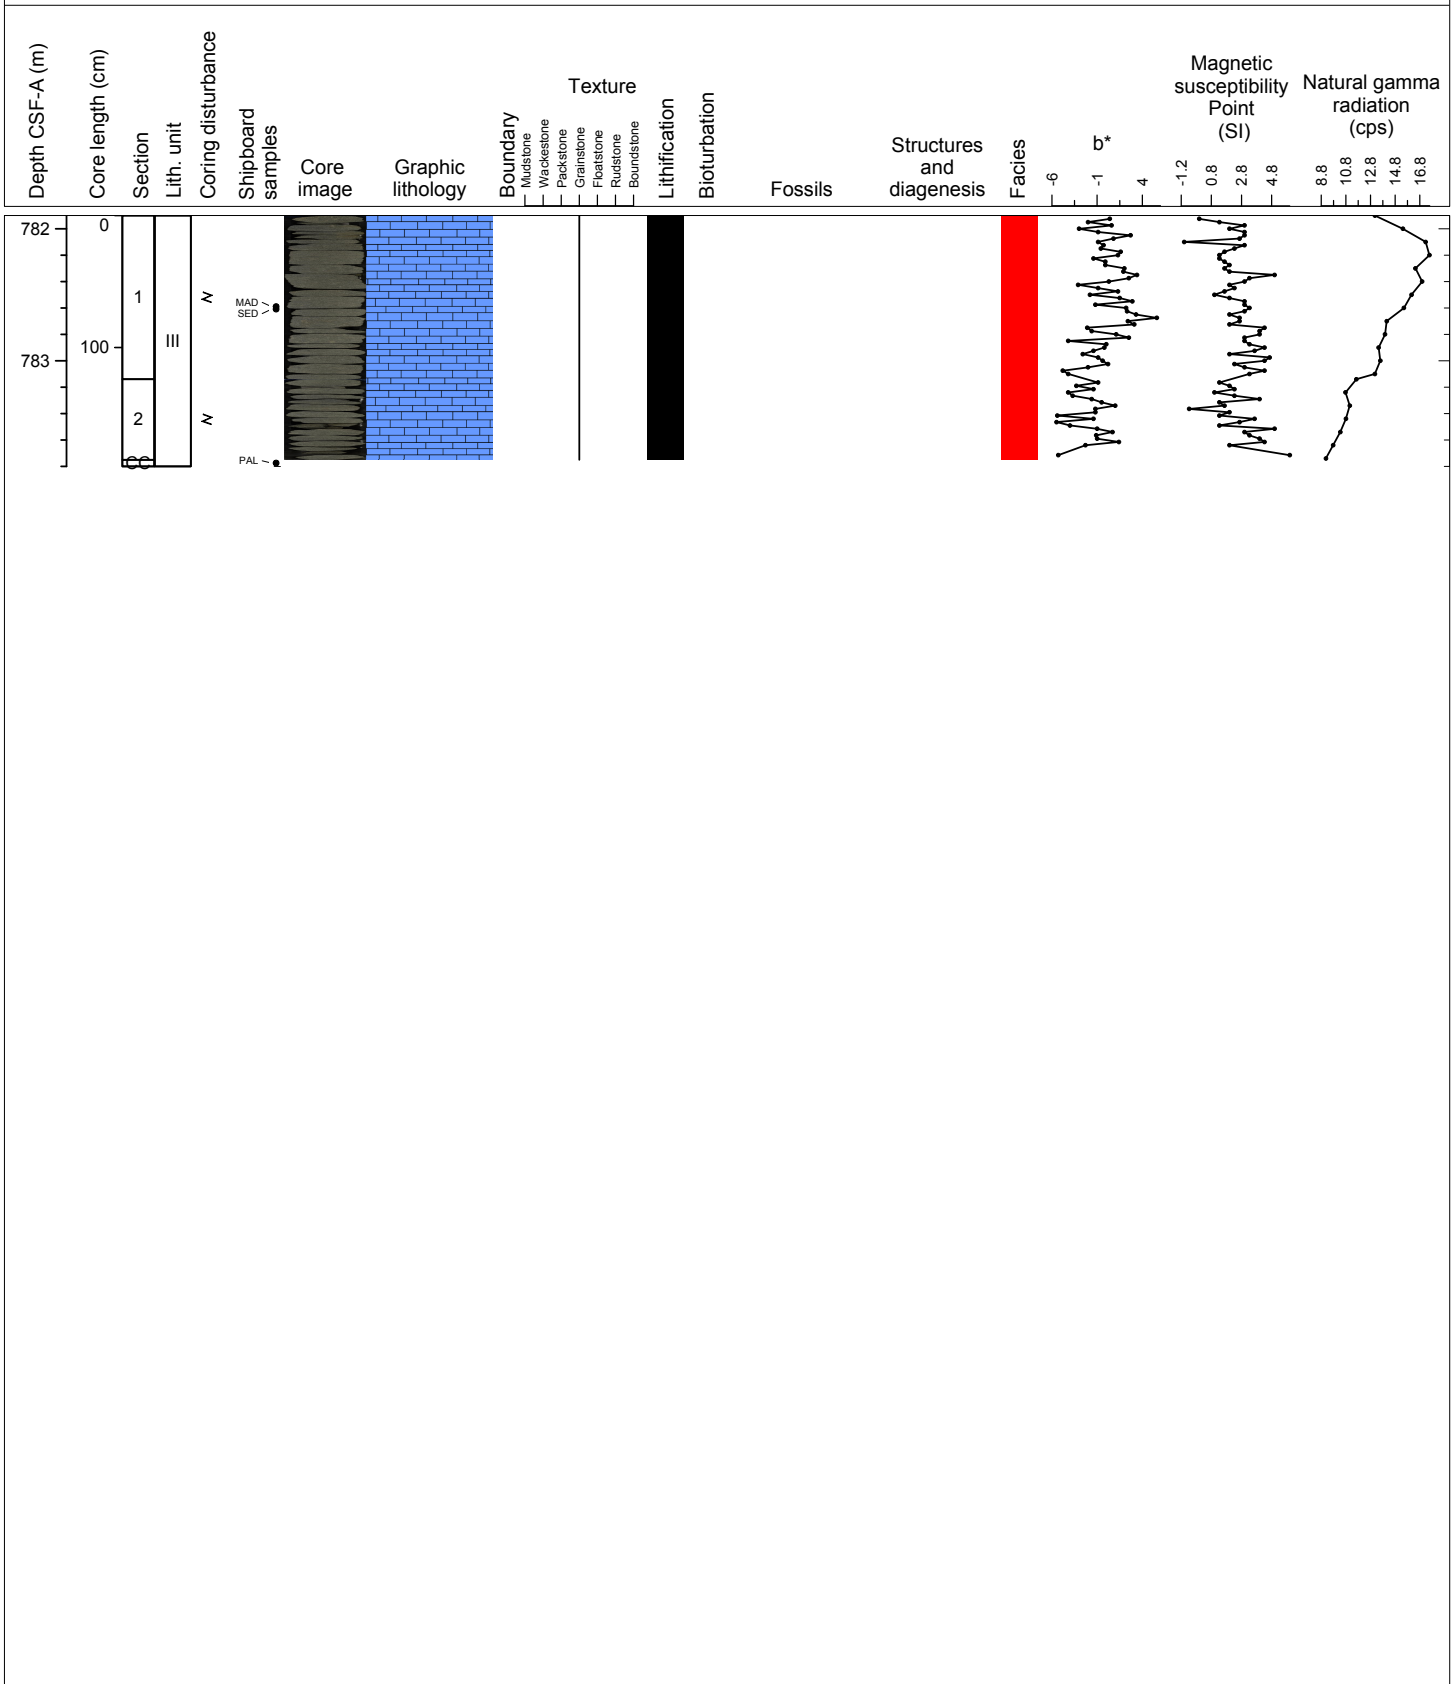 Depth CSF-A (m)
Core length (cm)
Section
Lith. unit
Coring disturbance
Shipboard
samples
Core
image
Graphic
lithology
Texture
Boundary
Mudstone
Wackestone
Packstone
Grainstone
Floatstone
Rudstone
Boundstone
Lithification
Bioturbation
Fossils
Structures
and
diagenesis
Facies
b*
-6
-1
4
Magnetic
susceptibility
Point
(SI)
-1.2
0.8
2.8
4.8
Natural gamma
radiation
(cps)
8.8
10.8
12.8
14.8
16.8
782
783
0
100
1
2
CC
III
MAD
SED
PAL